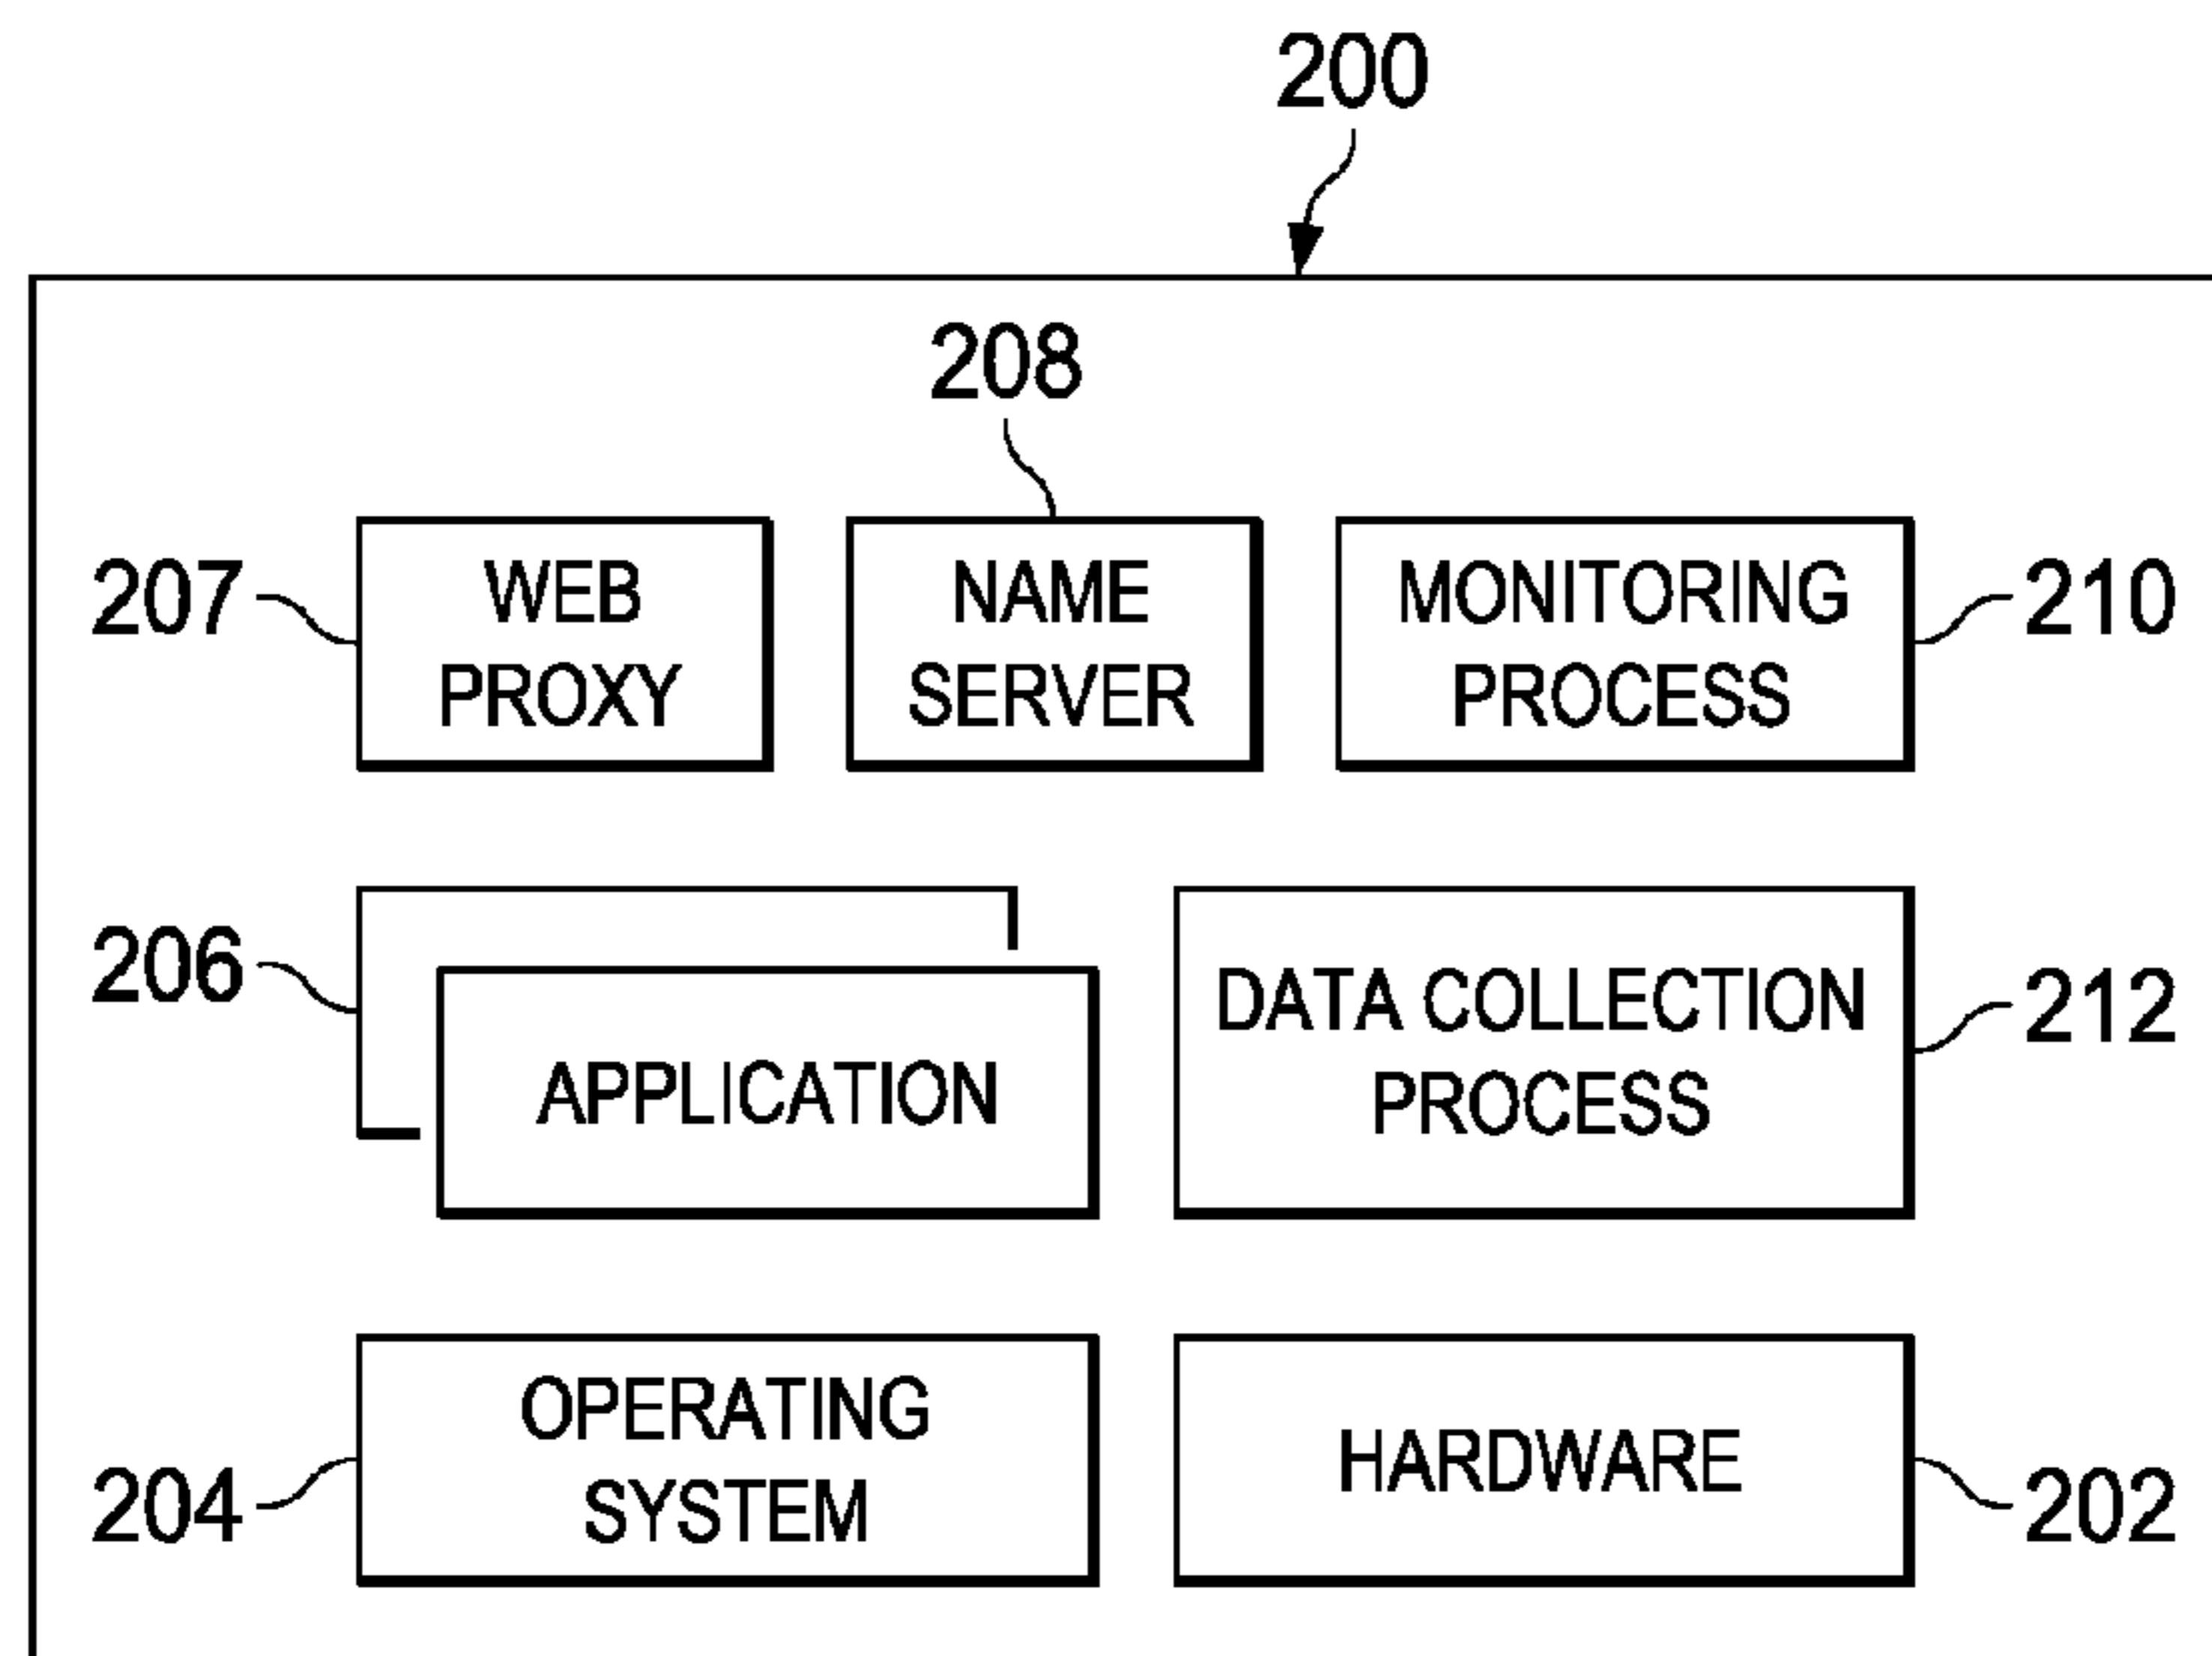 200
208
207
WEB
PROXY
NAME
SERVER
MONITORING
PROCESS
210
206
APPLICATION
DATA COLLECTION
PROCESS
212
204
OPERATING
SYSTEM
HARDWARE
202